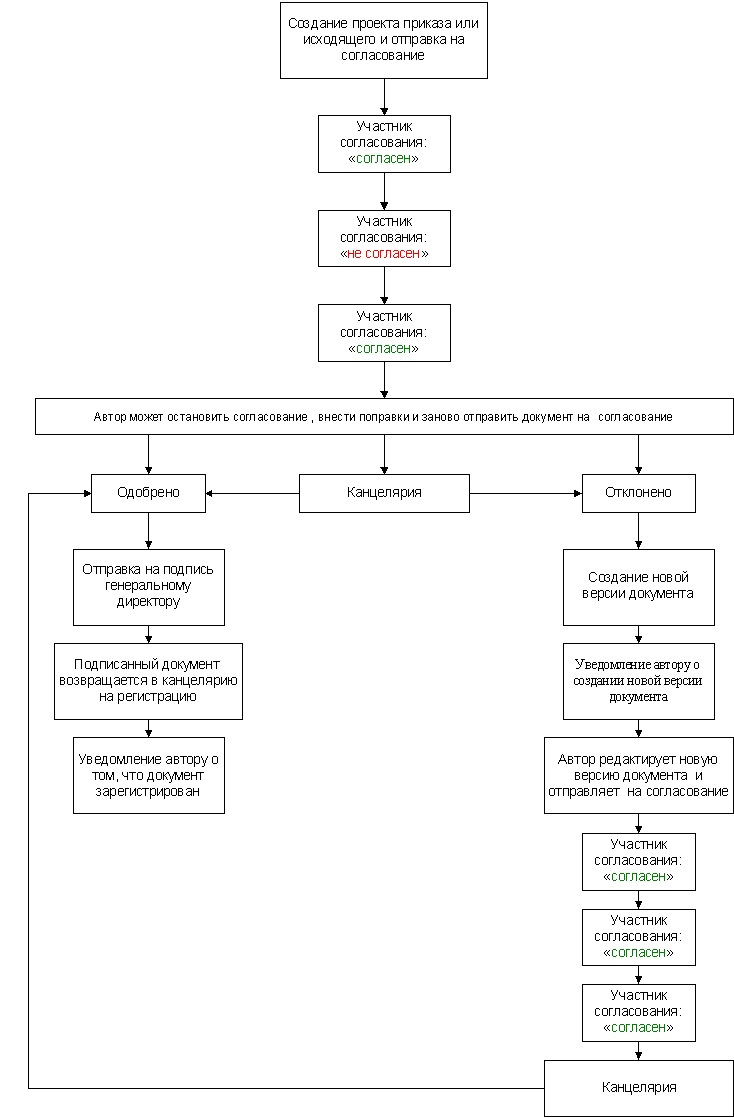 Создание проекта приказа или
исходящего и отправка на
согласование
Участник
согласования:
«согласен»
Участник
согласования:
«не согласен»
Участник
согласования:
«согласен»
Автор может остановить согласование , внести поправки и заново отправить документ на согласование
Одобрено
Канцелярия
Отклонено
Отправка на подпись
генеральному
директору
Создание новой
версии документа
Подписанный документ
возвращается в канцелярию
на регистрацию
Уведомление автору о
создании новой версии
документа
Уведомление автору о
том, что документ
зарегистрирован
Автор редактирует новую
версию документа и
отправляет на согласование
Участник
согласования:
«согласен»
Участник
согласования:
«согласен»
Участник
согласования:
«согласен»
Канцелярия